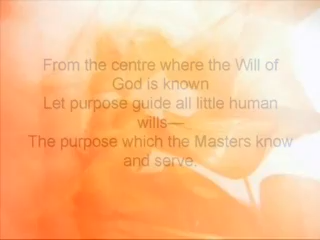 From the centre where the Will of
God is known
Let purpose guide all little human
wills—
The purpose which the Masters know
and serve.